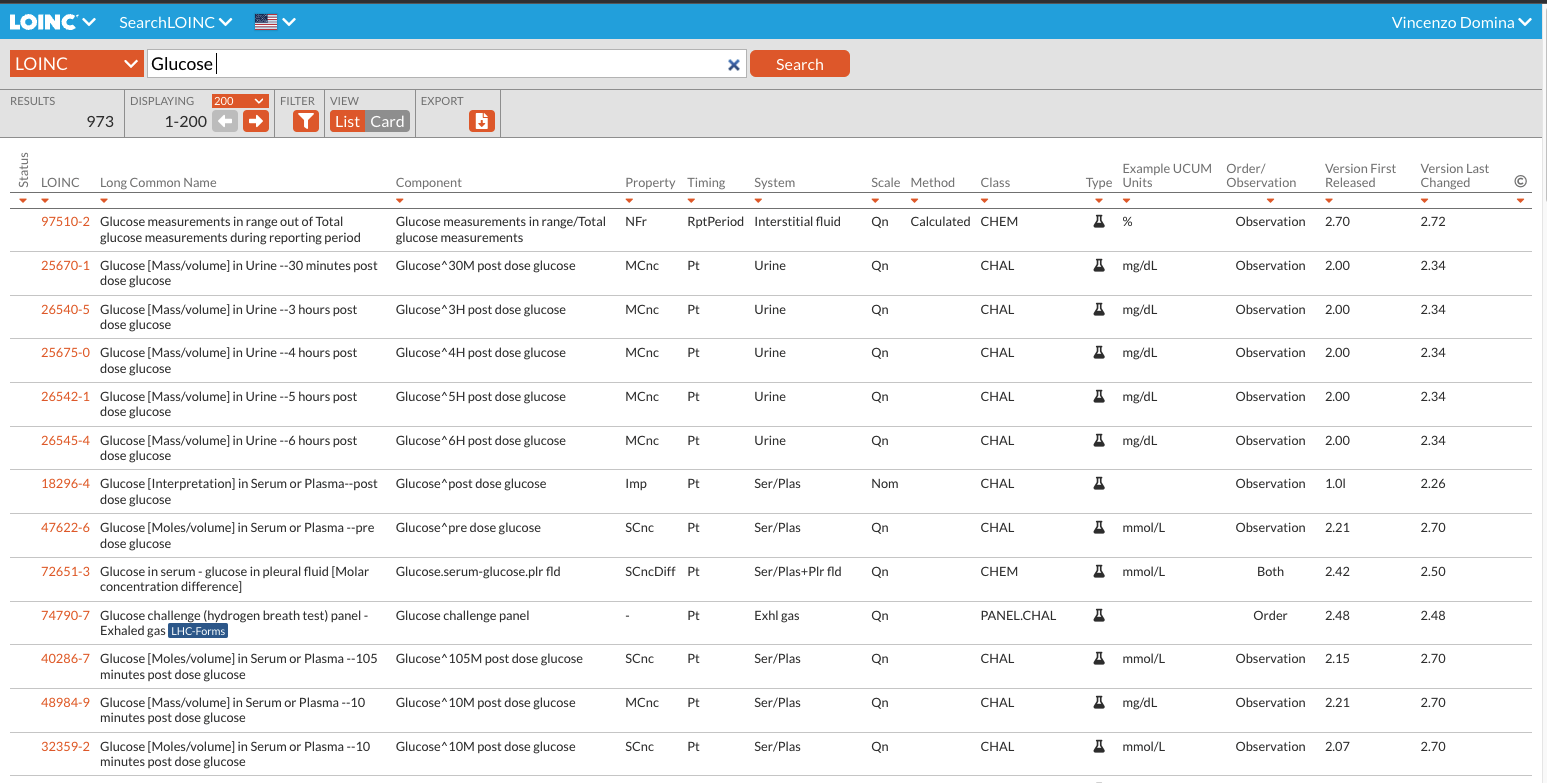 LOINC SearchLOINC Vincenzo Domina
LOINC Glucose Search
RESULTS DISPLAYING 200 FILTER VIEW EXPORT
973 1-200 List Card
Status LOINC Long Common Name Component Property Timing System Scale Method Class Type Example UCUM Units Order/Observation Version First Released Version Last Changed ©
97510-2 Glucose measurements in range out of Total Glucose measurements in range/Total NFr RptPeriod Interstitial fluid Qn Calculated CHEM % Observation 2.70 2.72
glucose measurements during reporting period glucose measurements
25670-1 Glucose [Mass/volume] in Urine --30 minutes post Glucose^30M post dose glucose MCnc Pt Urine Qn CHAL mg/dL Observation 2.00 2.34
dose glucose
26540-5 Glucose [Mass/volume] in Urine --3 hours post Glucose^3H post dose glucose MCnc Pt Urine Qn CHAL mg/dL Observation 2.00 2.34
dose glucose
25675-0 Glucose [Mass/volume] in Urine --4 hours post Glucose^4H post dose glucose MCnc Pt Urine Qn CHAL mg/dL Observation 2.00 2.34
dose glucose
26542-1 Glucose [Mass/volume] in Urine --5 hours post Glucose^5H post dose glucose MCnc Pt Urine Qn CHAL mg/dL Observation 2.00 2.34
dose glucose
26545-4 Glucose [Mass/volume] in Urine --6 hours post Glucose^6H post dose glucose MCnc Pt Urine Qn CHAL mg/dL Observation 2.00 2.34
dose glucose
18296-4 Glucose [Interpretation] in Serum or Plasma--post Glucose^post dose glucose Imp Pt Ser/Plas Nom CHAL Observation 1.0l 2.26
dose glucose
47622-6 Glucose [Moles/volume] in Serum or Plasma --pre Glucose^pre dose glucose SCnc Pt Ser/Plas Qn CHAL mmol/L Observation 2.21 2.70
dose glucose
72651-3 Glucose in serum - glucose in pleural fluid [Molar Glucose.serum-glucose.plr fld SCncDiff Pt Ser/Plas+Plr fld Qn CHEM mmol/L Both 2.42 2.50
concentration difference]
74790-7 Glucose challenge (hydrogen breath test) panel - Glucose challenge panel - Pt Exhl gas Qn PANEL.CHAL Order 2.48 2.48
Exhaled gas LHC-Forms
40286-7 Glucose [Moles/volume] in Serum or Plasma --105 Glucose^105M post dose glucose SCnc Pt Ser/Plas Qn CHAL mmol/L Observation 2.15 2.70
minutes post dose glucose
48984-9 Glucose [Mass/volume] in Serum or Plasma --10 Glucose^10M post dose glucose MCnc Pt Ser/Plas Qn CHAL mg/dL Observation 2.21 2.70
minutes post dose glucose
32359-2 Glucose [Moles/volume] in Serum or Plasma --10 Glucose^10M post dose glucose SCnc Pt Ser/Plas Qn CHAL mmol/L Observation 2.07 2.70
minutes post dose glucose